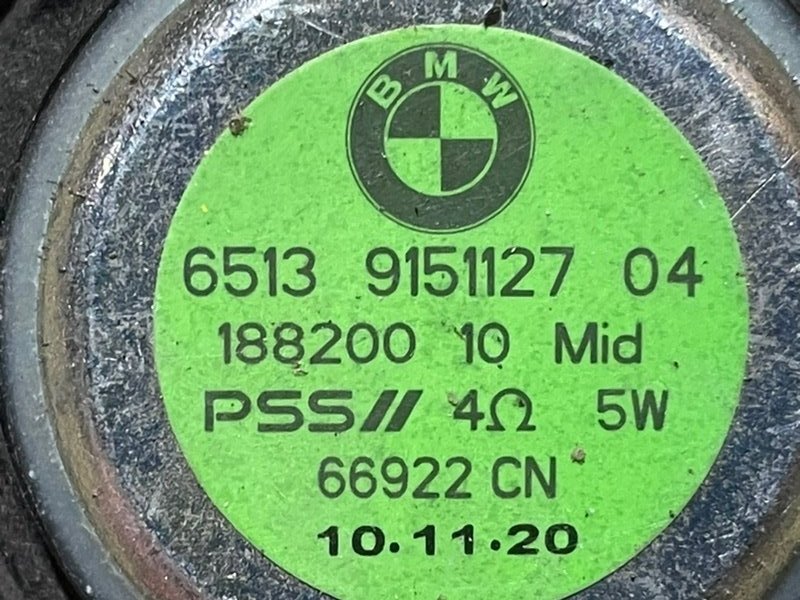 BMW
6513 9151127 04
188200 10 Mid
PSS// 4Ω 5W
66922 CN
10.11.20